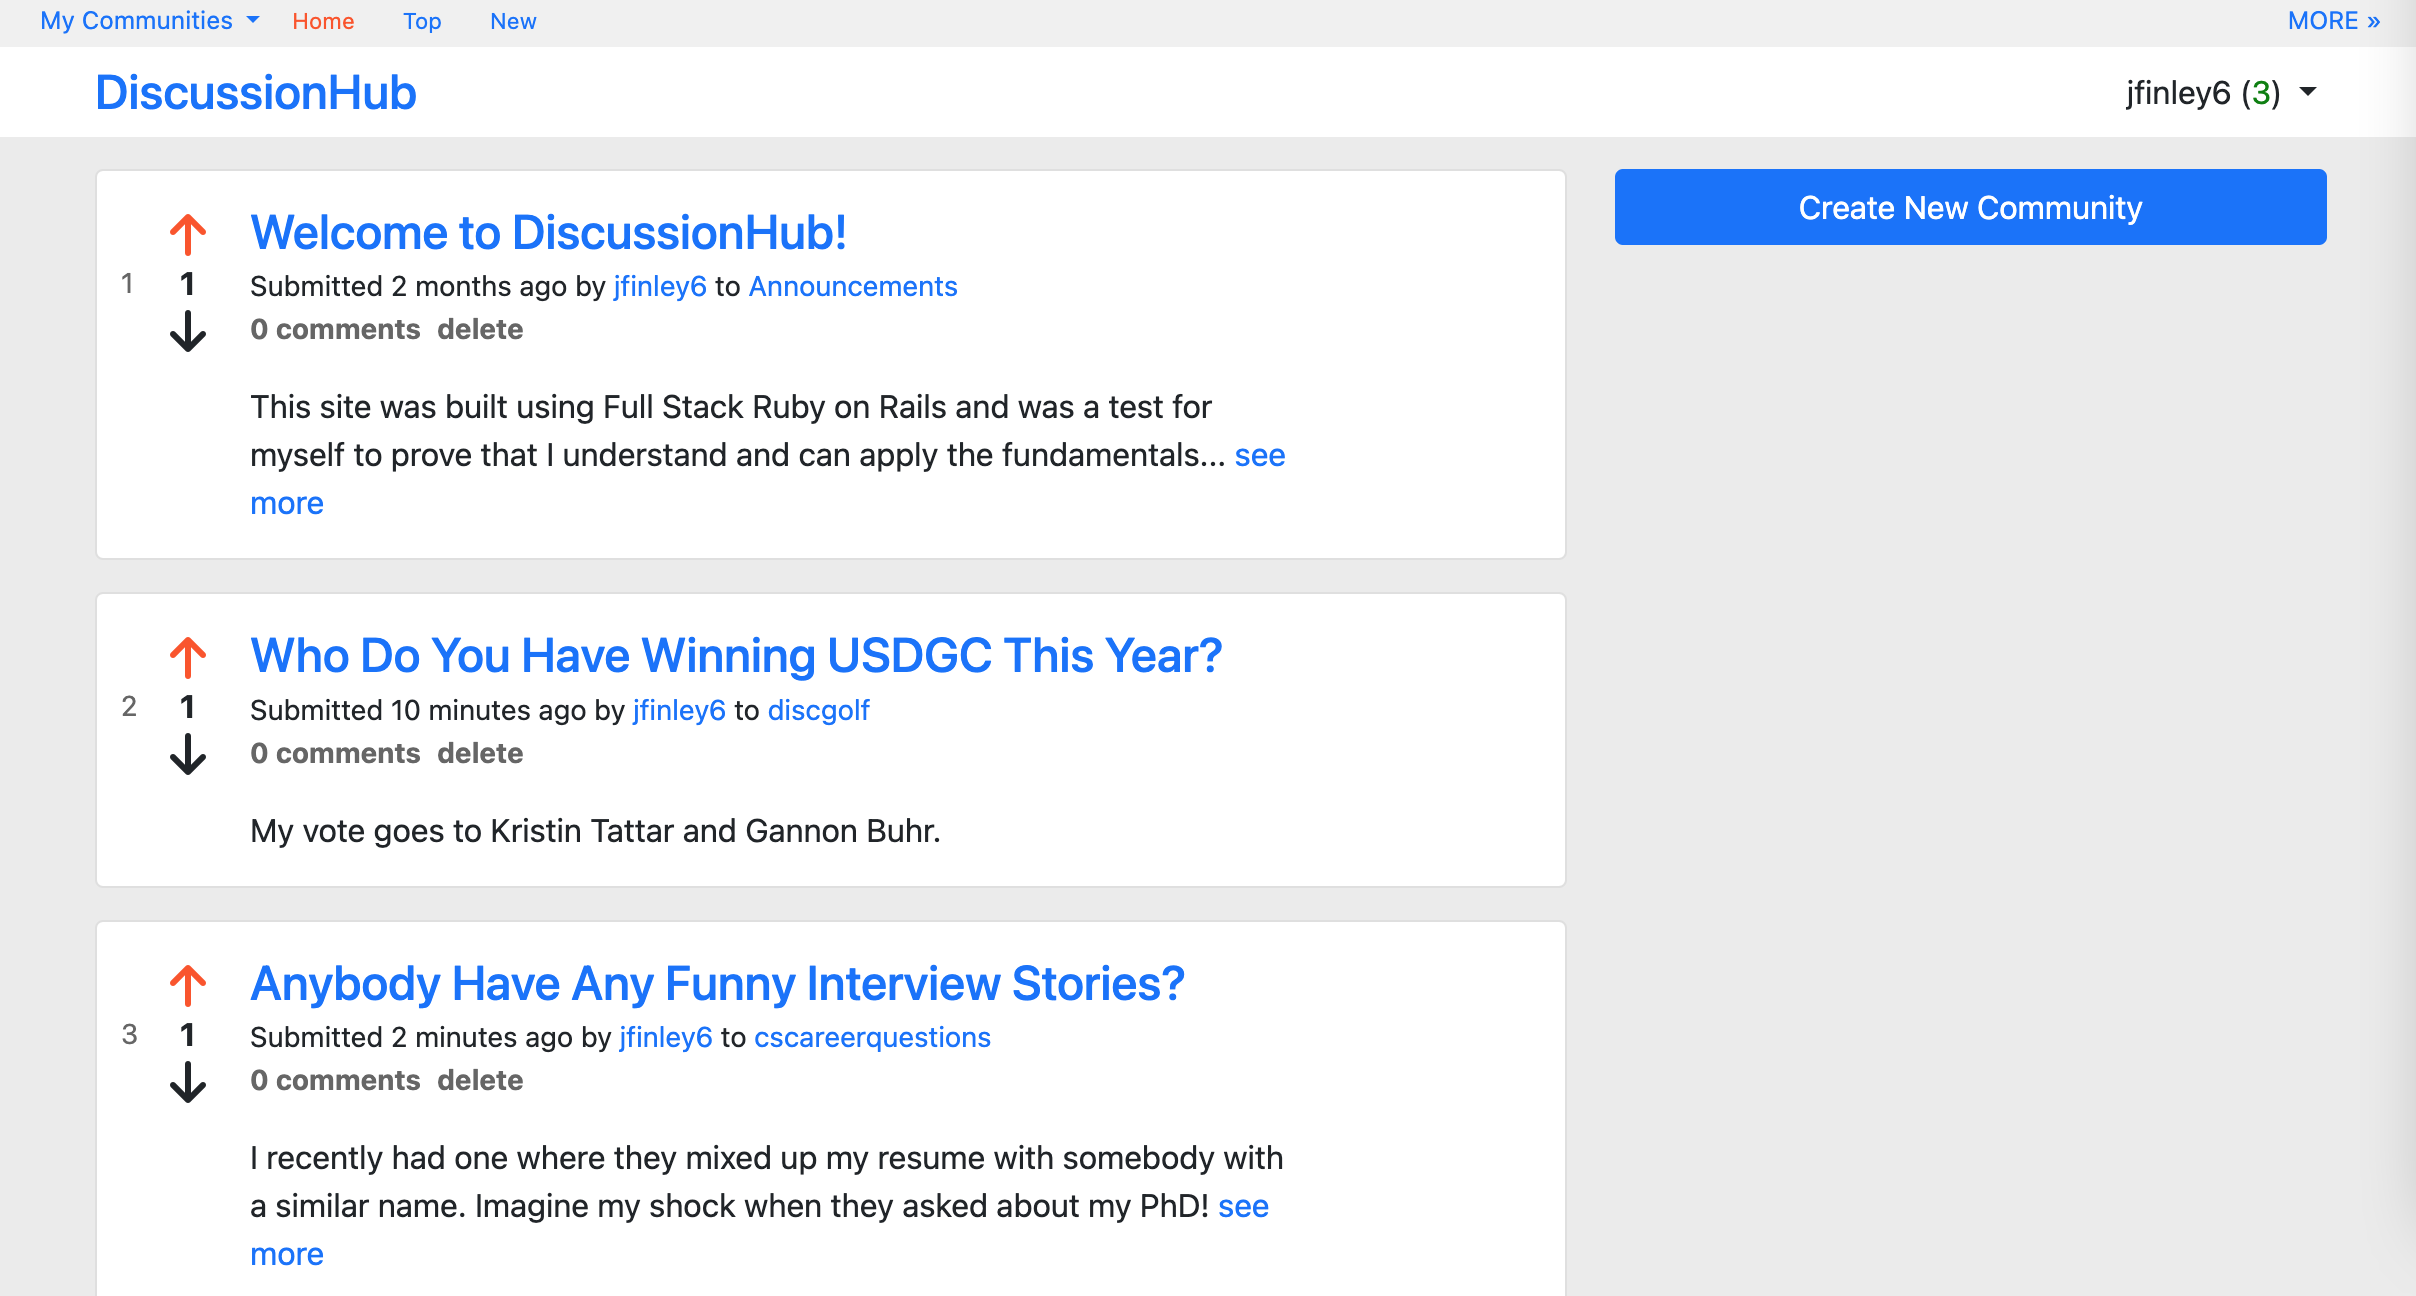 My Communities Home Top New MORE »
DiscussionHub jfinley6 (3)
Create New Community
Welcome to DiscussionHub!
1 1 Submitted 2 months ago by jfinley6 to Announcements
0 comments delete
This site was built using Full Stack Ruby on Rails and was a test for
myself to prove that I understand and can apply the fundamentals... see
more
Who Do You Have Winning USDGC This Year?
2 1 Submitted 10 minutes ago by jfinley6 to discgolf
0 comments delete
My vote goes to Kristin Tattar and Gannon Buhr.
Anybody Have Any Funny Interview Stories?
3 1 Submitted 2 minutes ago by jfinley6 to cscareerquestions
0 comments delete
I recently had one where they mixed up my resume with somebody with
a similar name. Imagine my shock when they asked about my PhD! see
more